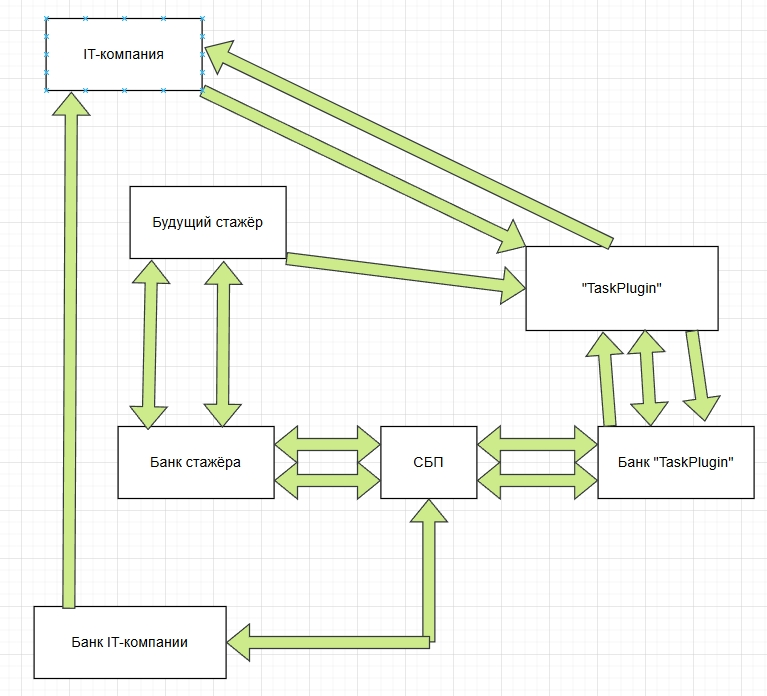 IT-компания
Будущий стажёр
"TaskPlugin"
Банк стажёра
СБП
Банк "TaskPlugin"
Банк IT-компании